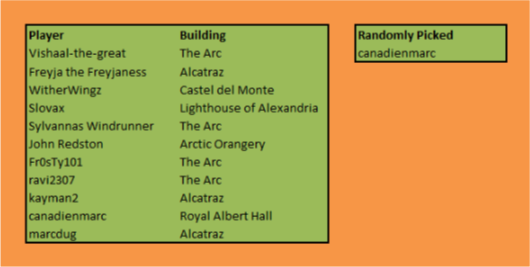 Player Building
Vishaal-the-great The Arc
Freyja the Freyjaness Alcatraz
WitherWingz Castel del Monte
Slovax Lighthouse of Alexandria
Sylvannas Windrunner The Arc
John Redston Arctic Orangery
Fr0sTy101 The Arc
ravi2307 The Arc
kayman2 Alcatraz
canadienmarc Royal Albert Hall
marcdug Alcatraz
Randomly Picked
canadienmarc